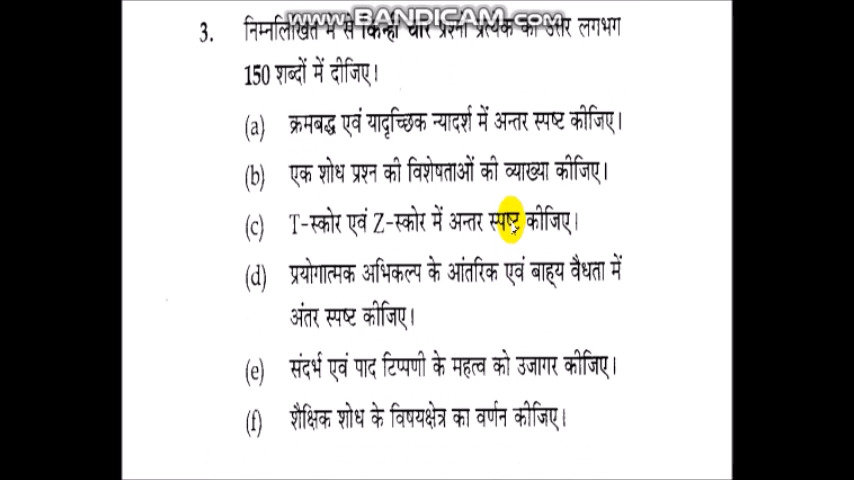 WWW.BANDICAM.COM
3. निम्नलिखित में से किन्हीं चार प्रश्नों प्रत्येक का उत्तर लगभग
150 शब्दों में दीजिए।
(a) क्रमबद्ध एवं यादृच्छिक न्यादर्श में अन्तर स्पष्ट कीजिए।
(b) एक शोध प्रश्न की विशेषताओं की व्याख्या कीजिए।
(c) T-स्कोर एवं Z-स्कोर में अन्तर स्पष्ट कीजिए।
(d) प्रयोगात्मक अभिकल्प के आंतरिक एवं बाह्य वैधता में
अंतर स्पष्ट कीजिए।
(e) संदर्भ एवं पाद टिप्पणी के महत्व को उजागर कीजिए।
(f) शैक्षिक शोध के विषयक्षेत्र का वर्णन कीजिए।